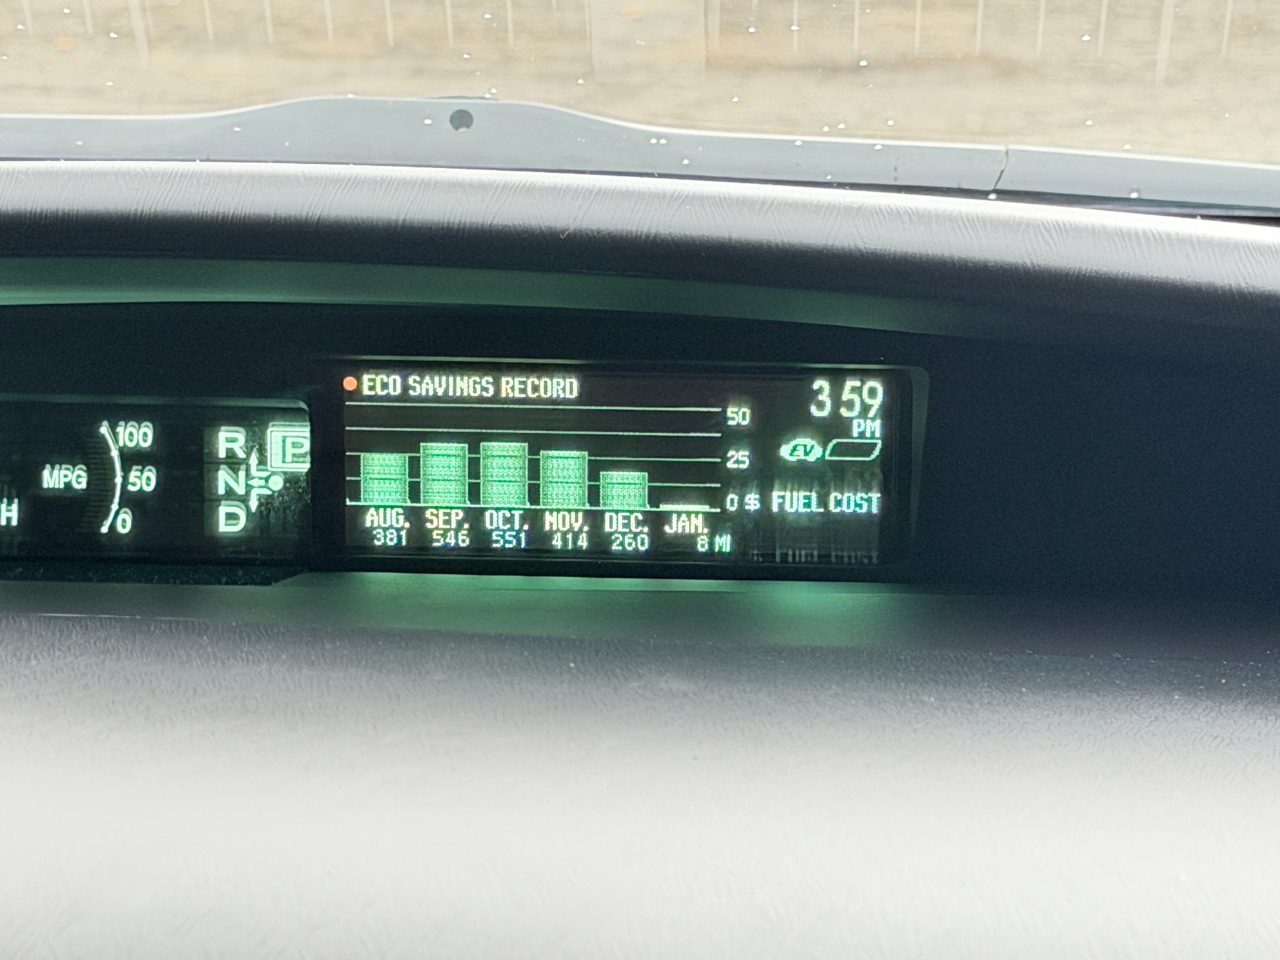 ECO SAVINGS RECORD
3 59
PM
50
EV
25
0 $ FUEL COST
AUG. SEP. OCT. NOV. DEC. JAN.
381 546 551 414 260 8 MI
100
MPG 50
0
H
R P
N
D